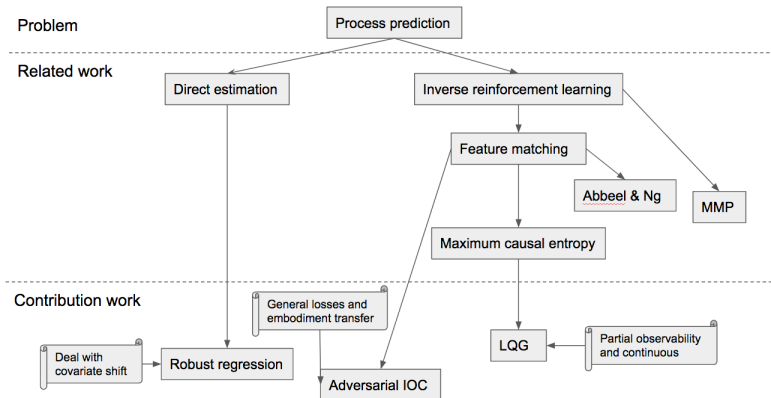 Problem
Process prediction
Related work
Direct estimation
Inverse reinforcement learning
Feature matching
Abbeel & Ng
MMP
Maximum causal entropy
Contribution work
General losses and
embodiment transfer
Deal with
covariate shift
Robust regression
Adversarial IOC
LQG
Partial observability
and continuous